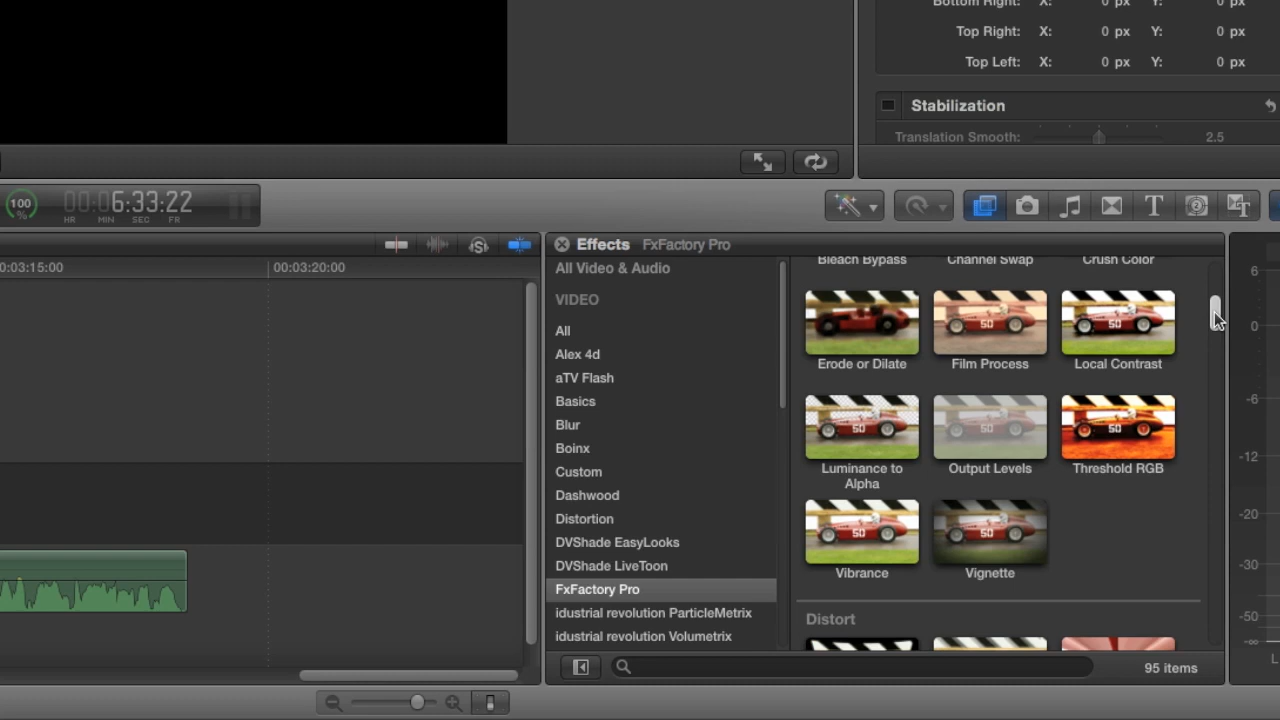 Bottom Right: X: 0 px Y: 0 px
Top Right: X: 0 px Y: 0 px
Top Left: X: 0 px Y: 0 px
Stabilization
Translation Smooth: 2.5
100 %
00:06:33:22
HR MIN SEC FR
Effects FxFactory Pro
0:03:15:00 00:03:20:00
All Video & Audio
VIDEO
All
Alex 4d
aTV Flash
Basics
Blur
Boinx
Custom
Dashwood
Distortion
DVShade EasyLooks
DVShade LiveToon
FxFactory Pro
idustrial revolution ParticleMetrix
idustrial revolution Volumetrix
Bleach Bypass Channel Swap Crush Color
Erode or Dilate Film Process Local Contrast
Luminance to Alpha Output Levels Threshold RGB
Vibrance Vignette
Distort
95 items
6
0
-6
-12
-20
-30
-50
-∞
L